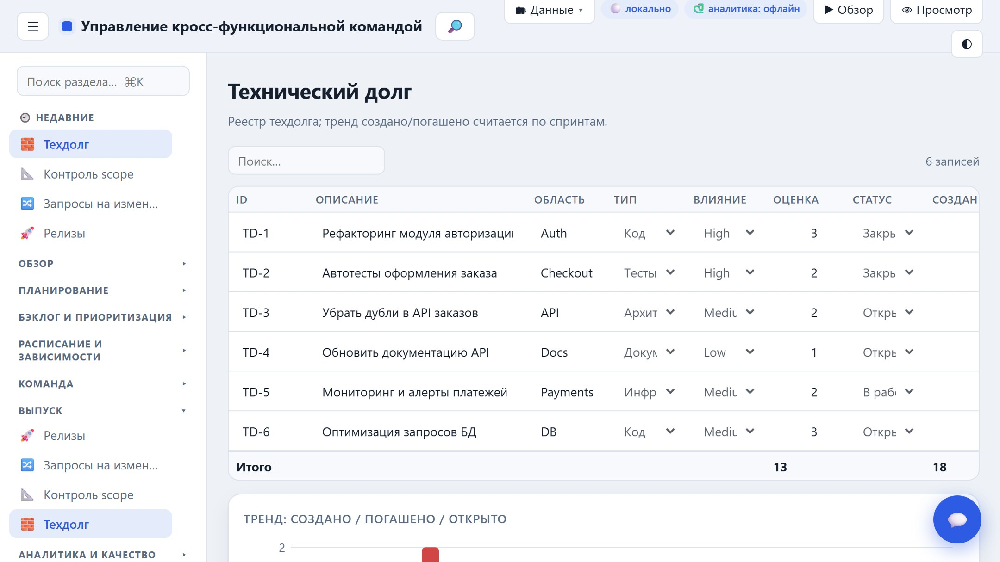 ☰ Управление кросс-функциональной командой
Данные ▾
локально
аналитика: офлайн
▶ Обзор
Просмотр
Поиск раздела... ⌘K
НЕДАВНИЕ
Техдолг
Контроль scope
Запросы на измен...
Релизы
ОБЗОР
ПЛАНИРОВАНИЕ
БЭКЛОГ И ПРИОРИТИЗАЦИЯ
РАСПИСАНИЕ И
ЗАВИСИМОСТИ
КОМАНДА
ВЫПУСК
Релизы
Запросы на измен...
Контроль scope
Техдолг
АНАЛИТИКА И КАЧЕСТВО
Технический долг
Реестр техдолга; тренд создано/погашено считается по спринтам.
Поиск...
6 записей
ID ОПИСАНИЕ ОБЛАСТЬ ТИП ВЛИЯНИЕ ОЦЕНКА СТАТУС СОЗДАН
TD-1 Рефакторинг модуля авторизации Auth Код High 3 Закрь
TD-2 Автотесты оформления заказа Checkout Тесты High 2 Закрь
TD-3 Убрать дубли в API заказов API Архит Mediu 2 Откры
TD-4 Обновить документацию API Docs Докум Low 1 Откры
TD-5 Мониторинг и алерты платежей Payments Инфр Mediu 2 В рабо
TD-6 Оптимизация запросов БД DB Код Mediu 3 Откры
Итого 13 18
ТРЕНД: СОЗДАНО / ПОГАШЕНО / ОТКРЫТО
2